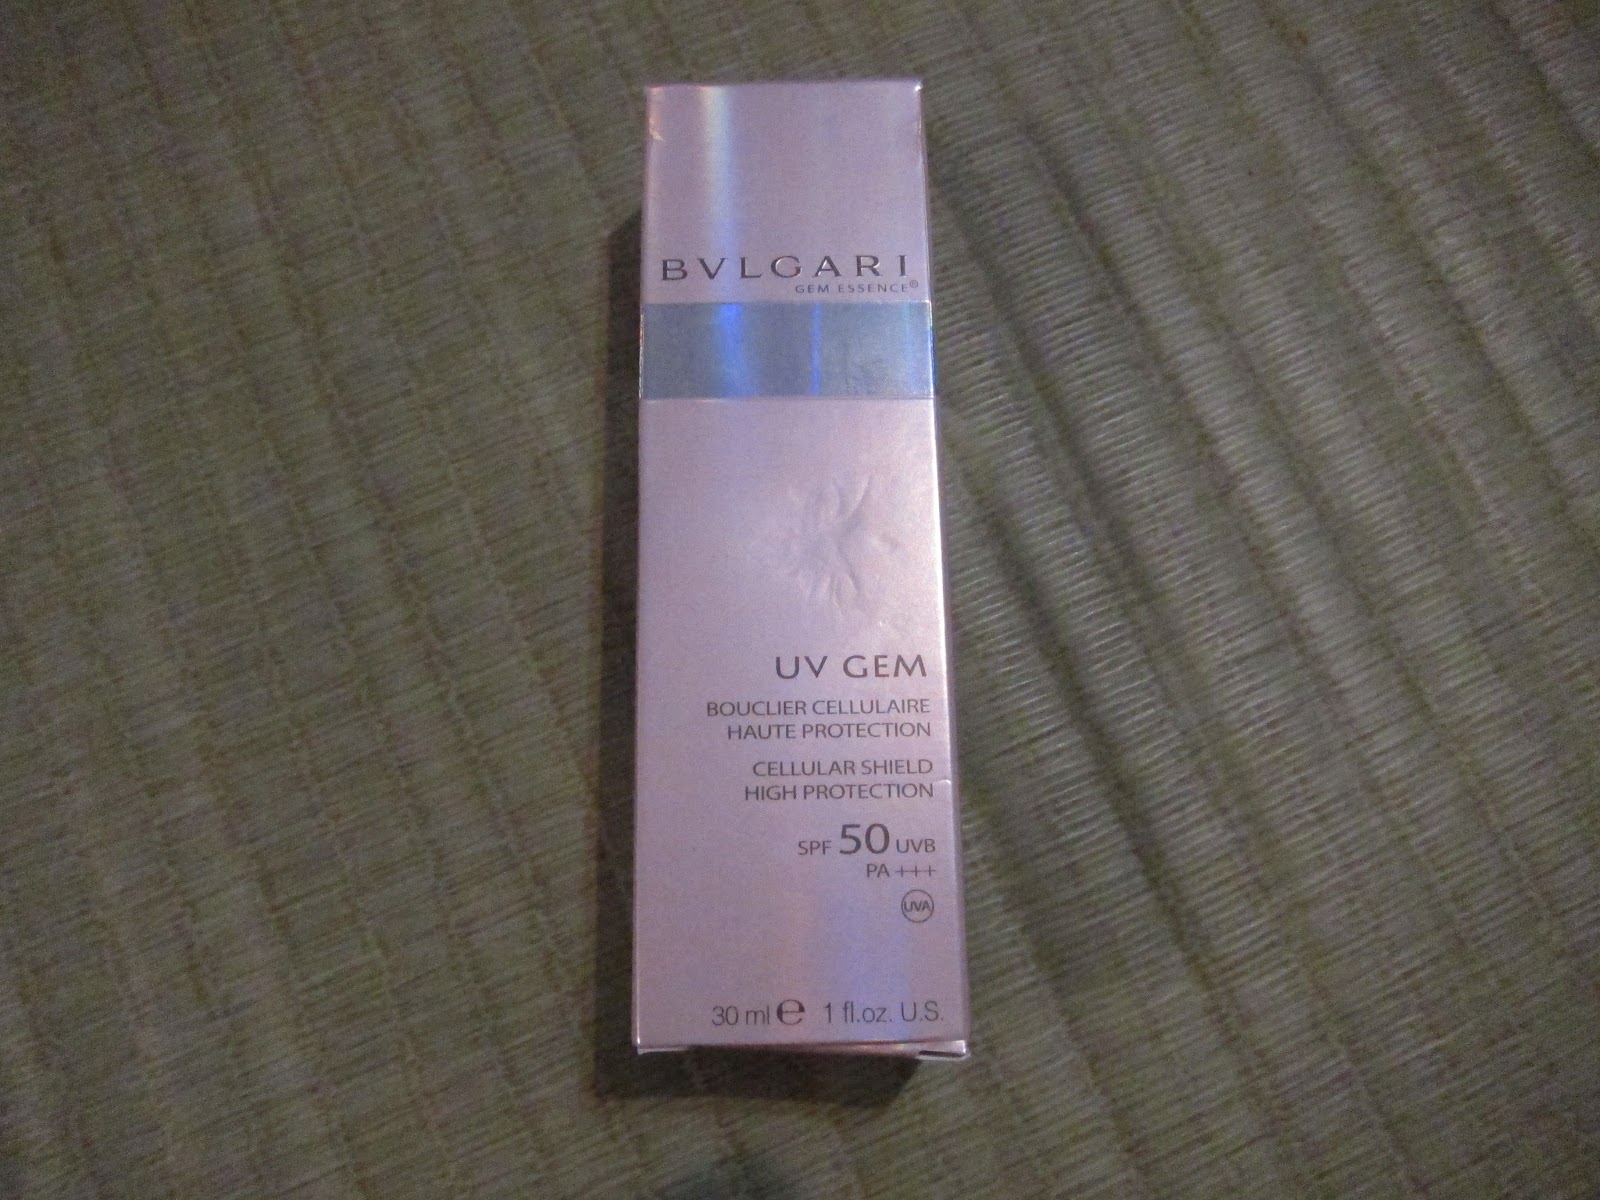 BVLGARI
GEM ESSENCE®
UV GEM
BOUCLIER CELLULAIRE
HAUTE PROTECTION
CELLULAR SHIELD
HIGH PROTECTION
SPF 50 UVB
PA +++
UVA
30 ml ℮ 1 fl.oz. U.S.